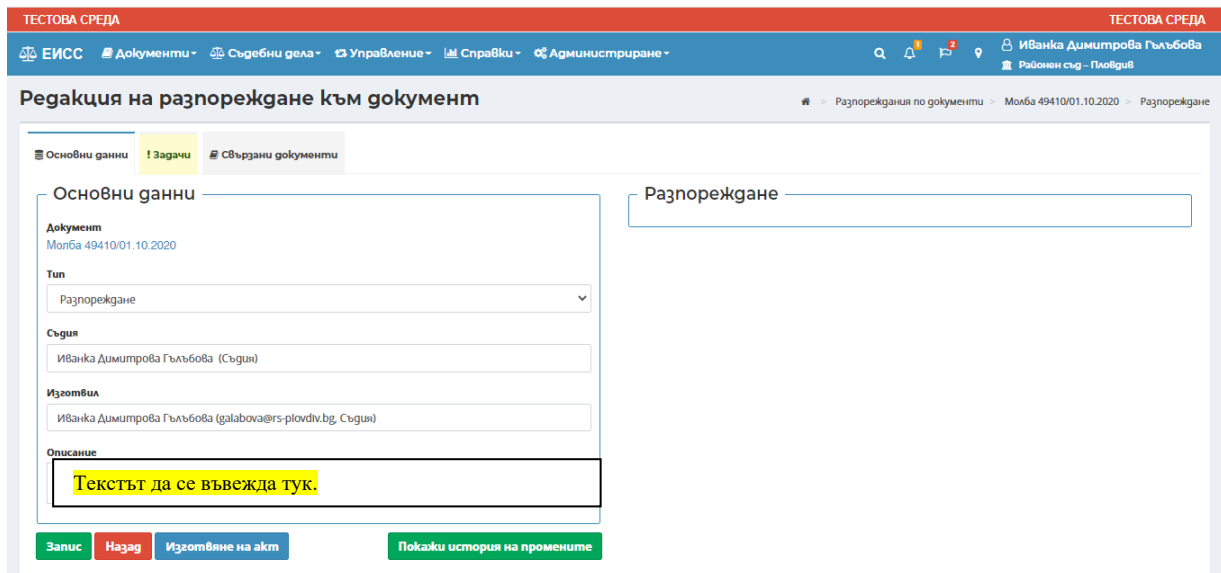 ТЕСТОВА СРЕДА ТЕСТОВА СРЕДА
ЕИСС Документи Съдебни дела Управление Справки Администриране 1 2 Иванка Димитрова Гълъбова
Районен съд – Пловдив
Редакция на разпореждане към документ
> Разпореждания по документи > Молба 49410/01.10.2020 > Разпореждане
Основни данни ! Задачи Свързани документи
Основни данни
Разпореждане
Документ
Молба 49410/01.10.2020
Тип
Разпореждане
Съдия
Иванка Димитрова Гълъбова (Съдия)
Изготвил
Иванка Димитрова Гълъбова (galabova@rs-plovdiv.bg, Съдия)
Описание
Текстът да се въвежда тук.
Запис Назад Изготвяне на акт Покажи история на промените